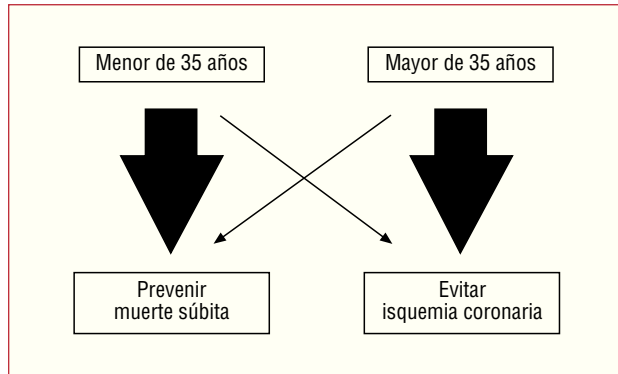 Menor de 35 años
Mayor de 35 años
Prevenir
muerte súbita
Evitar
isquemia coronaria